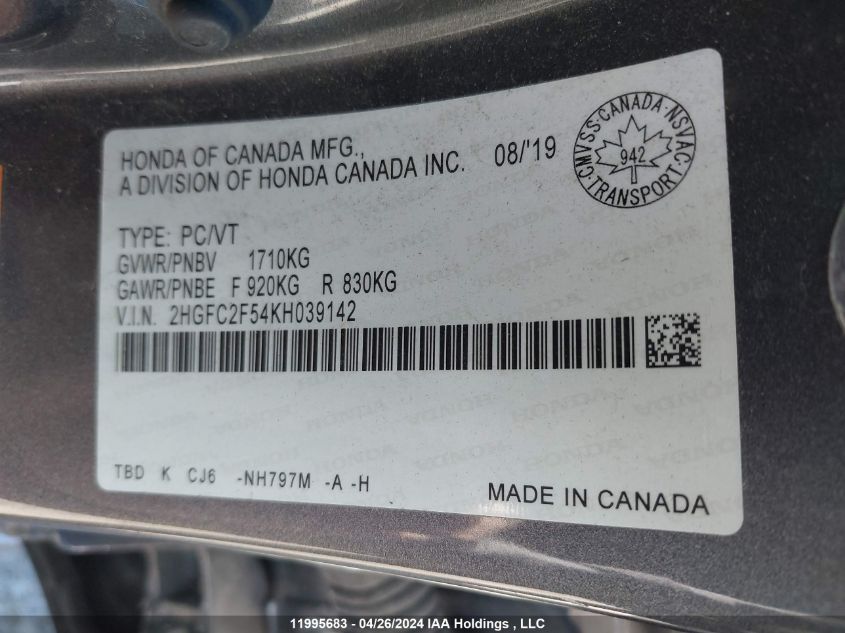 HONDA OF CANADA MFG.,
A DIVISION OF HONDA CANADA INC. 08/'19
CMVSS·CANADA·NSVAC·TRANSPORT·
942
TYPE: PC/VT
GVWR/PNBV 1710KG
GAWR/PNBE F 920KG R 830KG
V.I.N. 2HGFC2F54KH039142
TBD K CJ6 -NH797M -A -H
MADE IN CANADA
11995683 - 04/26/2024 IAA Holdings , LLC